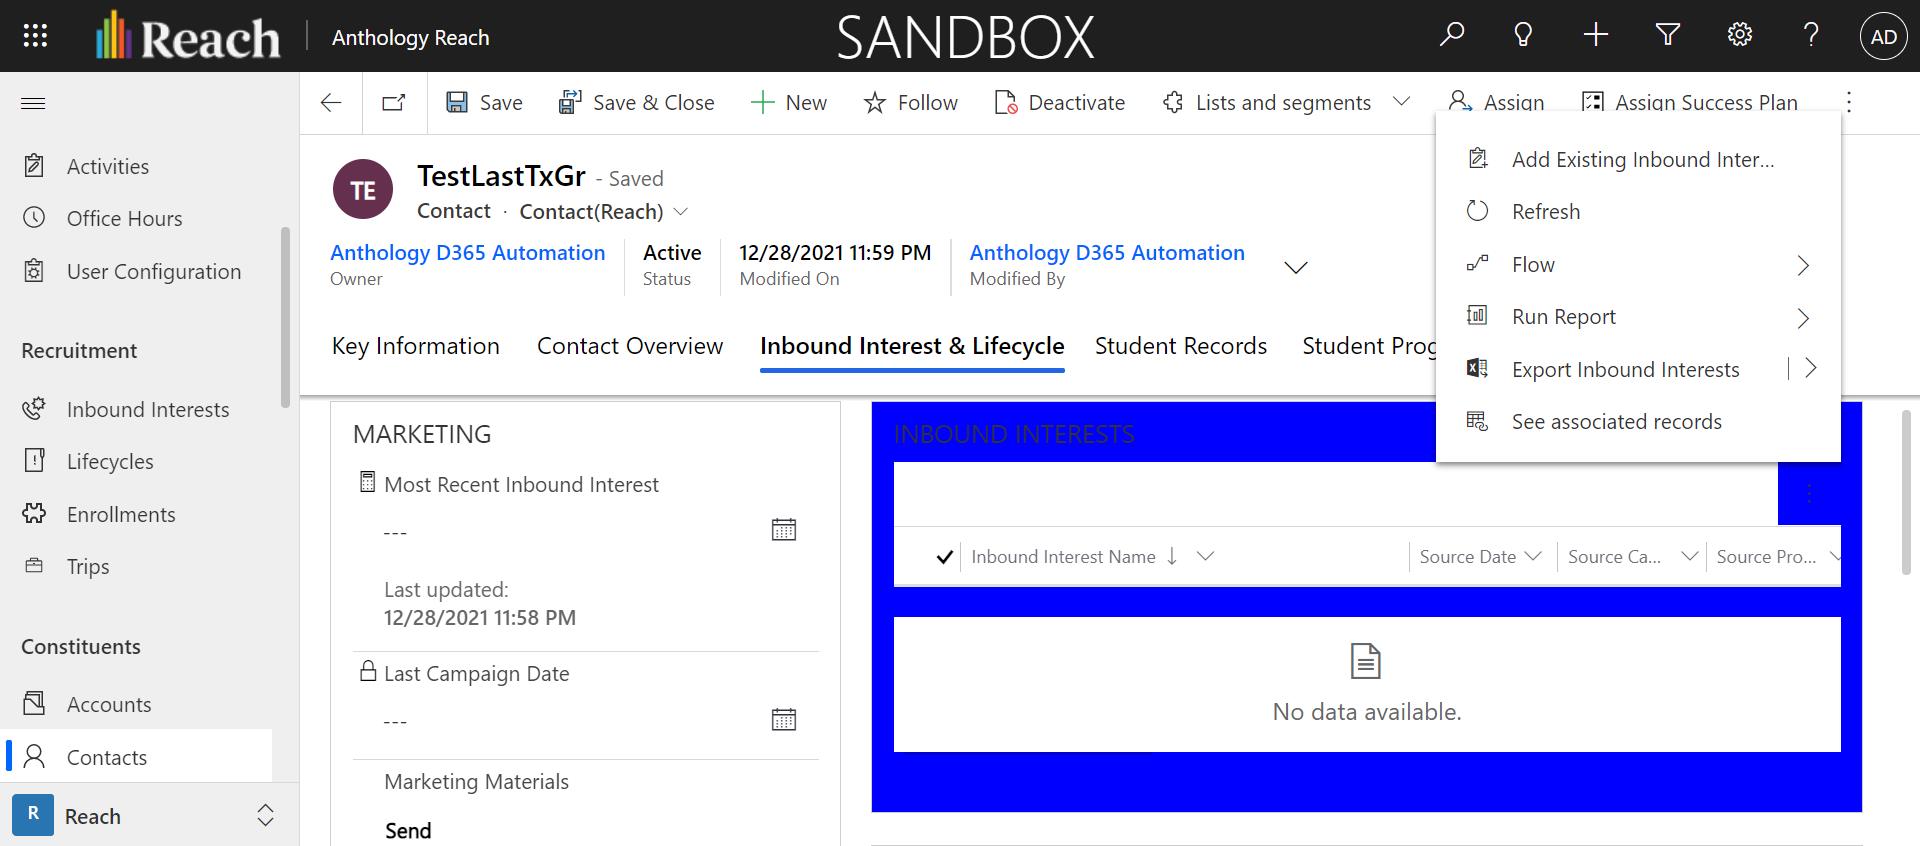 Reach Anthology Reach SANDBOX AD
Save Save & Close New Follow Deactivate Lists and segments Assign Assign Success Plan
Activities
Office Hours
User Configuration
Recruitment
Inbound Interests
Lifecycles
Enrollments
Trips
Constituents
Accounts
Contacts
R Reach
TE
TestLastTxGr - Saved
Contact · Contact(Reach)
Anthology D365 Automation Active 12/28/2021 11:59 PM Anthology D365 Automation
Owner Status Modified On Modified By
Key Information Contact Overview Inbound Interest & Lifecycle Student Records Student Prog
Add Existing Inbound Inter...
Refresh
Flow
Run Report
Export Inbound Interests
See associated records
MARKETING
Most Recent Inbound Interest
---
Last updated:
12/28/2021 11:58 PM
Last Campaign Date
---
Marketing Materials
Send
INBOUND INTERESTS
Inbound Interest Name Source Date Source Ca... Source Pro...
No data available.